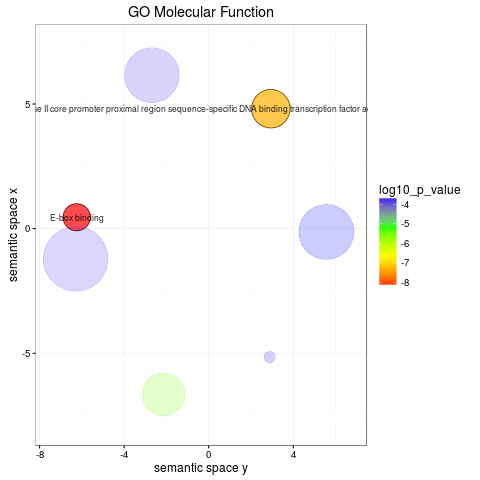 GO Molecular Function
II core promoter proximal region sequence-specific DNA binding transcription factor
E-box binding
semantic space x
5
0
-5
-8
-4
0
4
semantic space y
log10_p_value
-4
-5
-6
-7
-8